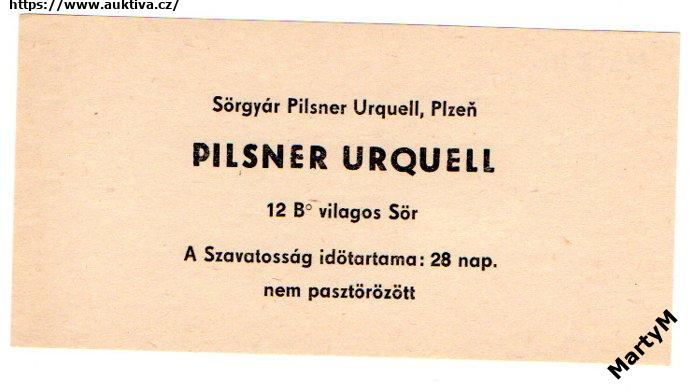 https://www.auktiva.cz/
Sörgyár Pilsner Urquell, Plzeň
PILSNER URQUELL
12 B° vilagos Sör
A Szavatosság idötartama: 28 nap.
nem pasztörözött
MartyM